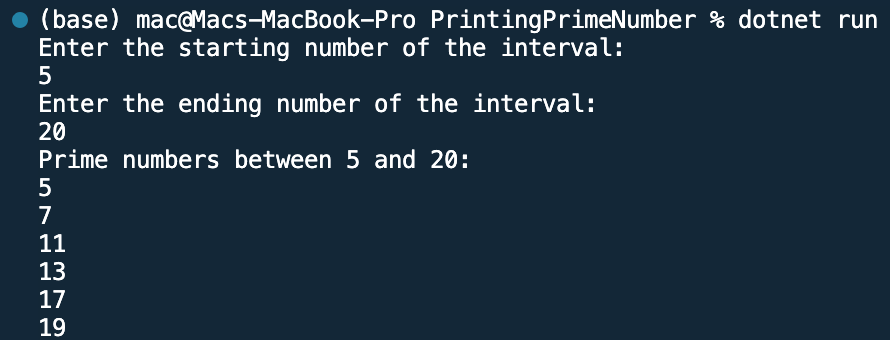 (base) mac@Macs-MacBook-Pro PrintingPrimeNumber % dotnet run
Enter the starting number of the interval:
5
Enter the ending number of the interval:
20
Prime numbers between 5 and 20:
5
7
11
13
17
19